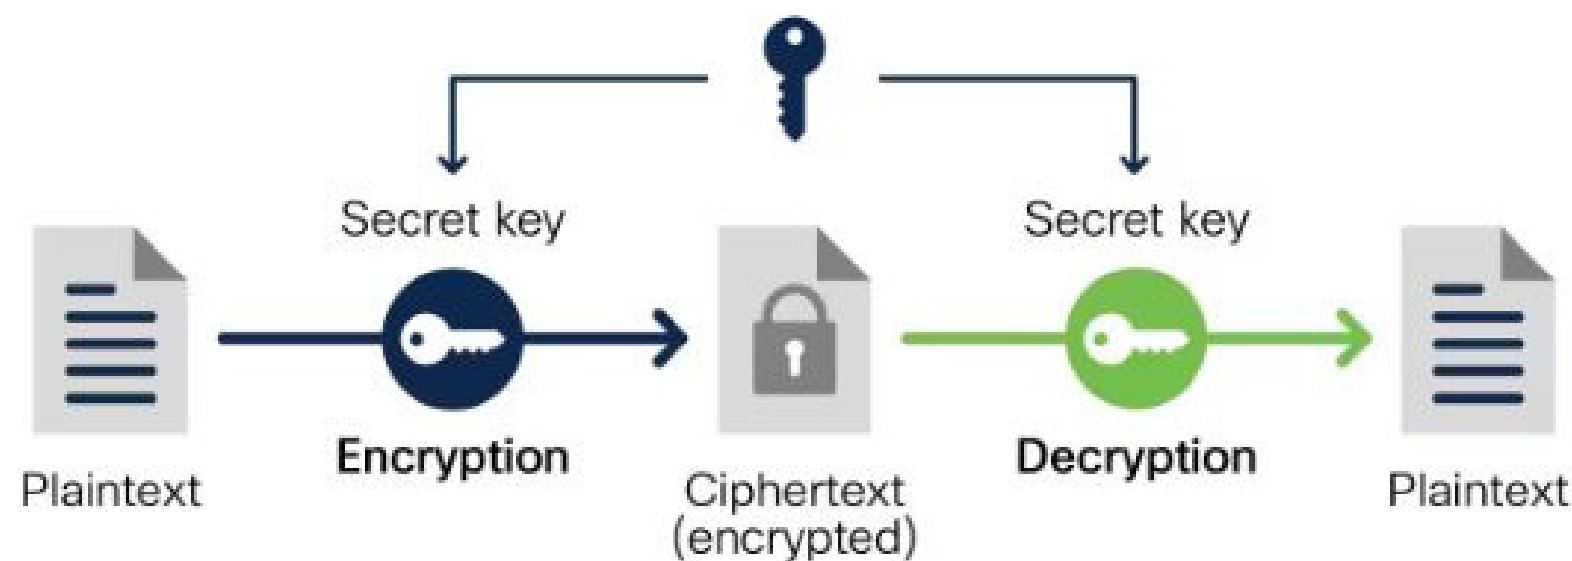 Secret key
Secret key
Encryption
Decryption
Plaintext
Ciphertext
(encrypted)
Plaintext